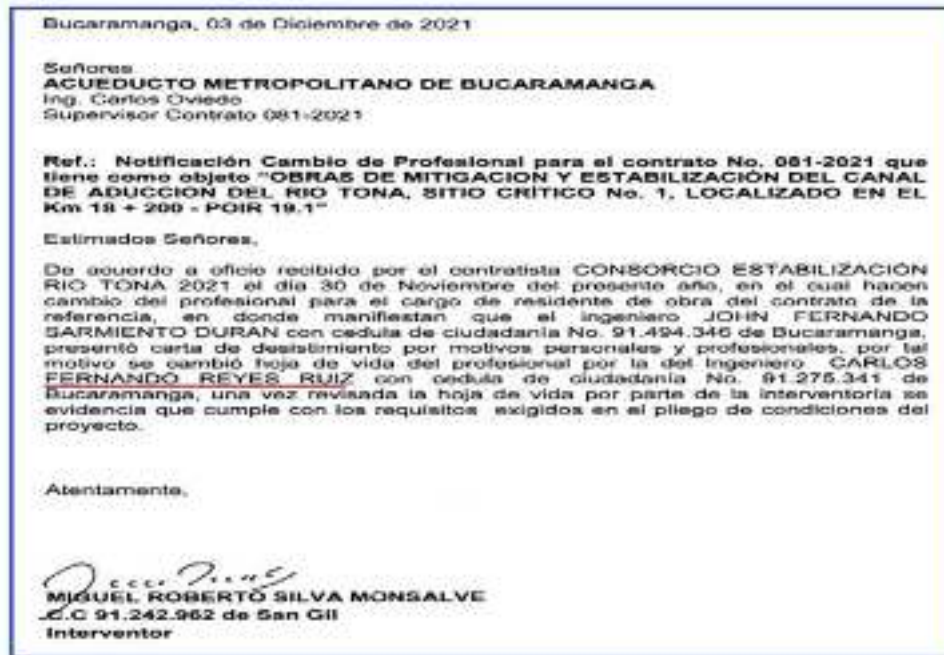 Bucaramanga, 03 de Diciembre de 2021
Señores
ACUEDUCTO METROPOLITANO DE BUCARAMANGA
Ing. Carlos Oviedo
Supervisor Contrato 081-2021
Ref.: Notificación Cambio de Profesional para el contrato No. 081-2021 que
tiene como objeto "OBRAS DE MITIGACION Y ESTABILIZACIÓN DEL CANAL
DE ADUCCION DEL RIO TONA, SITIO CRÍTICO No. 1, LOCALIZADO EN EL
Km 18 + 200 - POIR 19.1"
Estimados Señores,
De acuerdo a oficio recibido por el contratista CONSORCIO ESTABILIZACIÓN
RIO TONA 2021 el día 30 de Noviembre del presente año, en el cual hacen
cambio del profesional para el cargo de residente de obra del contrato de la
referencia, en donde manifiestan que el ingeniero JOHN FERNANDO
SARMIENTO DURAN con cedula de ciudadanía No. 91.494.346 de Bucaramanga,
presentó carta de desistimiento por motivos personales y profesionales, por tal
motivo se cambió hoja de vida del profesional por la del Ingeniero CARLOS
FERNANDO REYES RUIZ con cedula de ciudadanía No. 91.275.341 de
Bucaramanga, una vez revisada la hoja de vida por parte de la interventoría se
evidencia que cumple con los requisitos exigidos en el pliego de condiciones del
proyecto.
Atentamente,
MIGUEL ROBERTO SILVA MONSALVE
C.C 91.242.962 de San Gil
Interventor